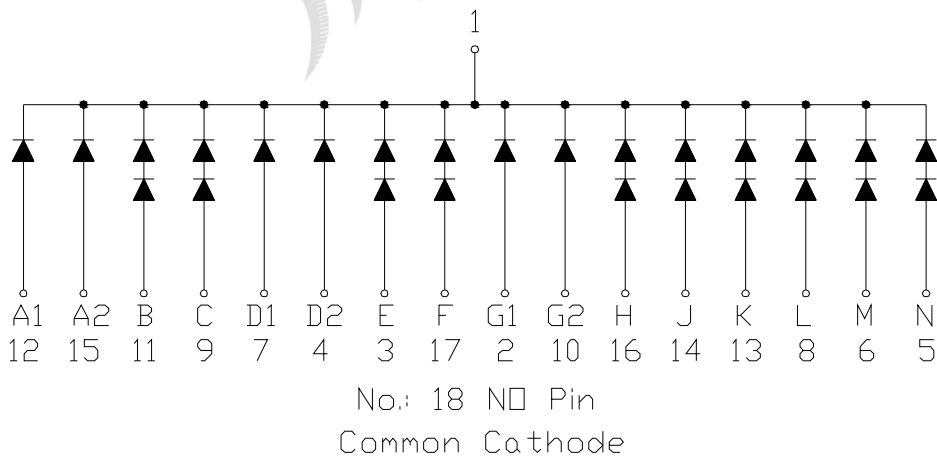 1
A1 A2 B C D1 D2 E F G1 G2 H J K L M N
12 15 11 9 7 4 3 17 2 10 16 14 13 8 6 5
No.: 18 NO Pin
Common Cathode